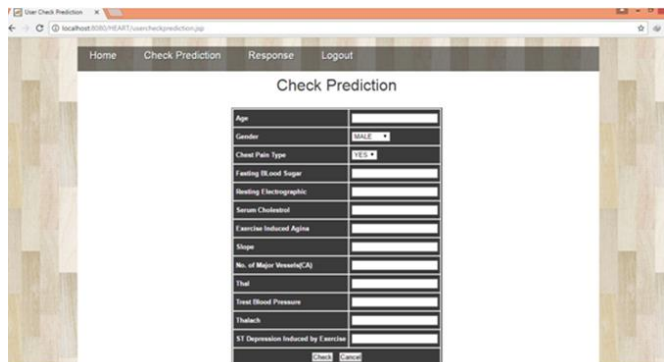 User Check Prediction
localhost:8080/HEART/usercheckprediction.jsp
Home Check Prediction Response Logout
Check Prediction
Age
Gender MALE
Chest Pain Type YES
Fasting BLood Sugar
Resting Electrographic
Serum Cholestrol
Exercise Induced Agina
Slope
No. of Major Vessels(CA)
Thal
Trest Blood Pressure
Thalach
ST Depression Induced by Exercise
Check Cancel